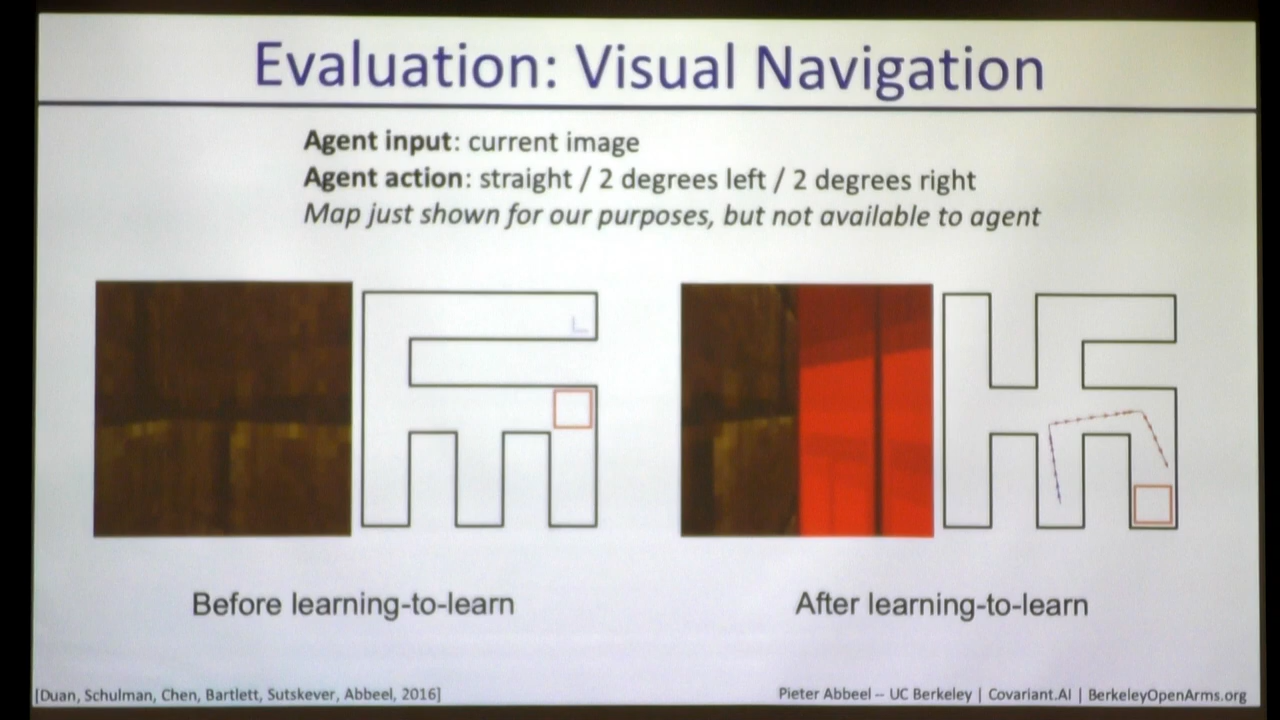 Evaluation: Visual Navigation
Agent input: current image
Agent action: straight / 2 degrees left / 2 degrees right
Map just shown for our purposes, but not available to agent
Before learning-to-learn
After learning-to-learn
[Duan, Schulman, Chen, Bartlett, Sutskever, Abbeel, 2016]
Pieter Abbeel -- UC Berkeley | Covariant.AI | BerkeleyOpenArms.org